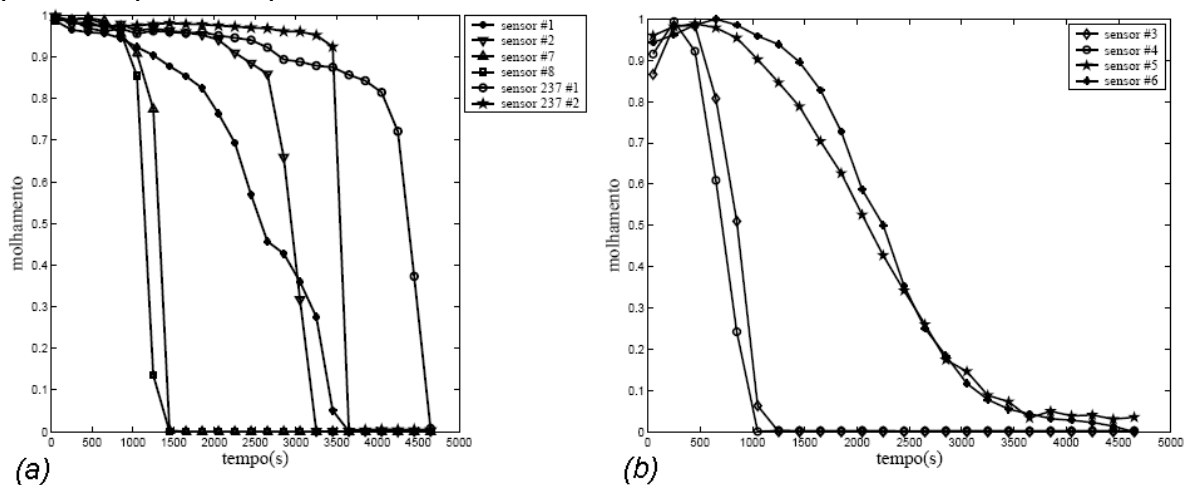 sensor #1
sensor #2
sensor #7
sensor #8
sensor 237 #1
sensor 237 #2
1
0.9
0.8
0.7
0.6
0.5
0.4
0.3
0.2
0.1
0
molhamento
0 500 1000 1500 2000 2500 3000 3500 4000 4500 5000
tempo(s)
(a)
sensor #3
sensor #4
sensor #5
sensor #6
1
0.9
0.8
0.7
0.6
0.5
0.4
0.3
0.2
0.1
0
molhamento
0 500 1000 1500 2000 2500 3000 3500 4000 4500 5000
tempo(s)
(b)